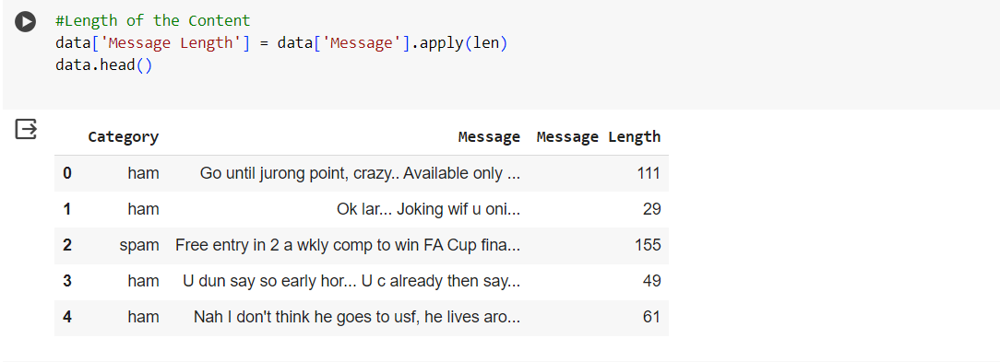 #Length of the Content
data['Message Length'] = data['Message'].apply(len)
data.head()
Category Message Message Length
0 ham Go until jurong point, crazy.. Available only ... 111
1 ham Ok lar... Joking wif u oni... 29
2 spam Free entry in 2 a wkly comp to win FA Cup fina... 155
3 ham U dun say so early hor... U c already then say... 49
4 ham Nah I don't think he goes to usf, he lives aro... 61